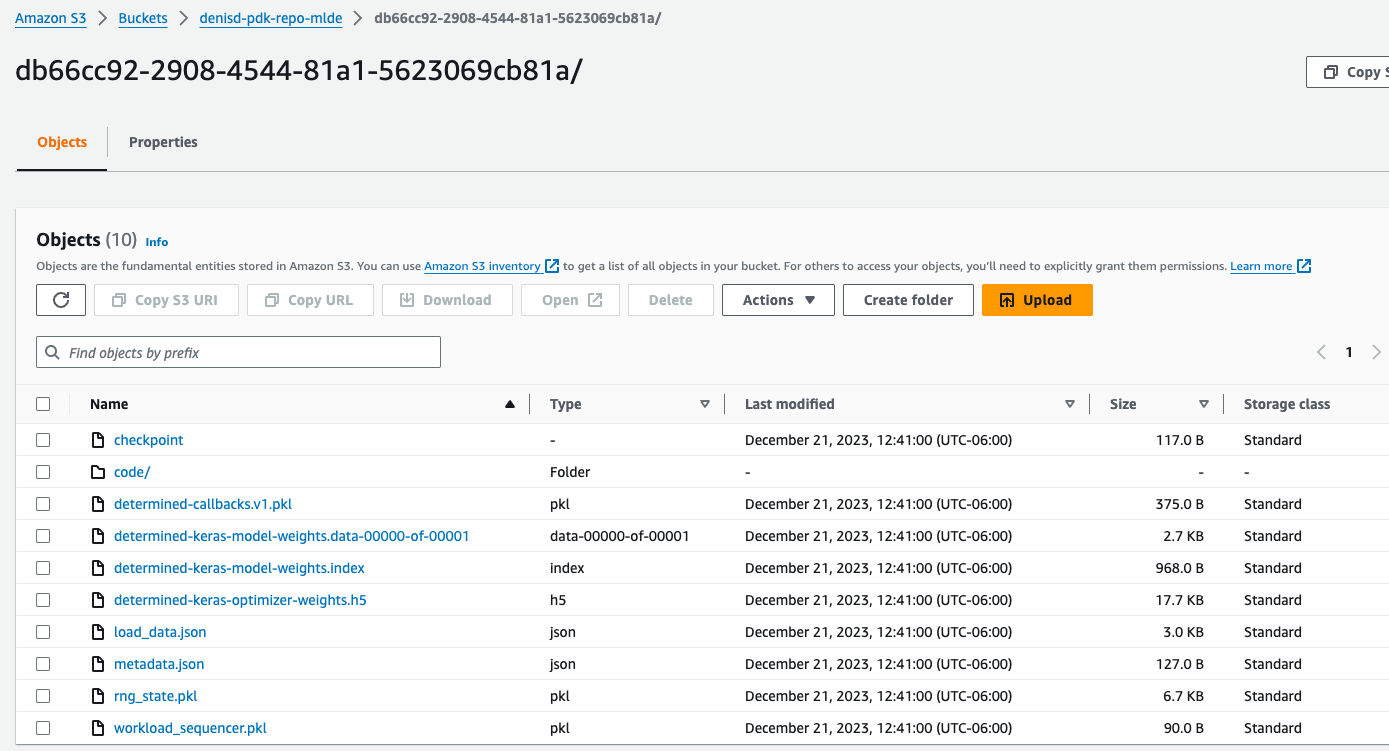 Amazon S3 > Buckets > denisd-pdk-repo-mlde > db66cc92-2908-4544-81a1-5623069cb81a/
db66cc92-2908-4544-81a1-5623069cb81a/
Copy S
Objects Properties
Objects (10) Info
Objects are the fundamental entities stored in Amazon S3. You can use Amazon S3 inventory to get a list of all objects in your bucket. For others to access your objects, you'll need to explicitly grant them permissions. Learn more
Copy S3 URI Copy URL Download Open Delete Actions Create folder Upload
Find objects by prefix
1
Name Type Last modified Size Storage class
checkpoint - December 21, 2023, 12:41:00 (UTC-06:00) 117.0 B Standard
code/ Folder - - -
determined-callbacks.v1.pkl pkl December 21, 2023, 12:41:00 (UTC-06:00) 375.0 B Standard
determined-keras-model-weights.data-00000-of-00001 data-00000-of-00001 December 21, 2023, 12:41:00 (UTC-06:00) 2.7 KB Standard
determined-keras-model-weights.index index December 21, 2023, 12:41:00 (UTC-06:00) 968.0 B Standard
determined-keras-optimizer-weights.h5 h5 December 21, 2023, 12:41:00 (UTC-06:00) 17.7 KB Standard
load_data.json json December 21, 2023, 12:41:00 (UTC-06:00) 3.0 KB Standard
metadata.json json December 21, 2023, 12:41:00 (UTC-06:00) 127.0 B Standard
rng_state.pkl pkl December 21, 2023, 12:41:00 (UTC-06:00) 6.7 KB Standard
workload_sequencer.pkl pkl December 21, 2023, 12:41:00 (UTC-06:00) 90.0 B Standard